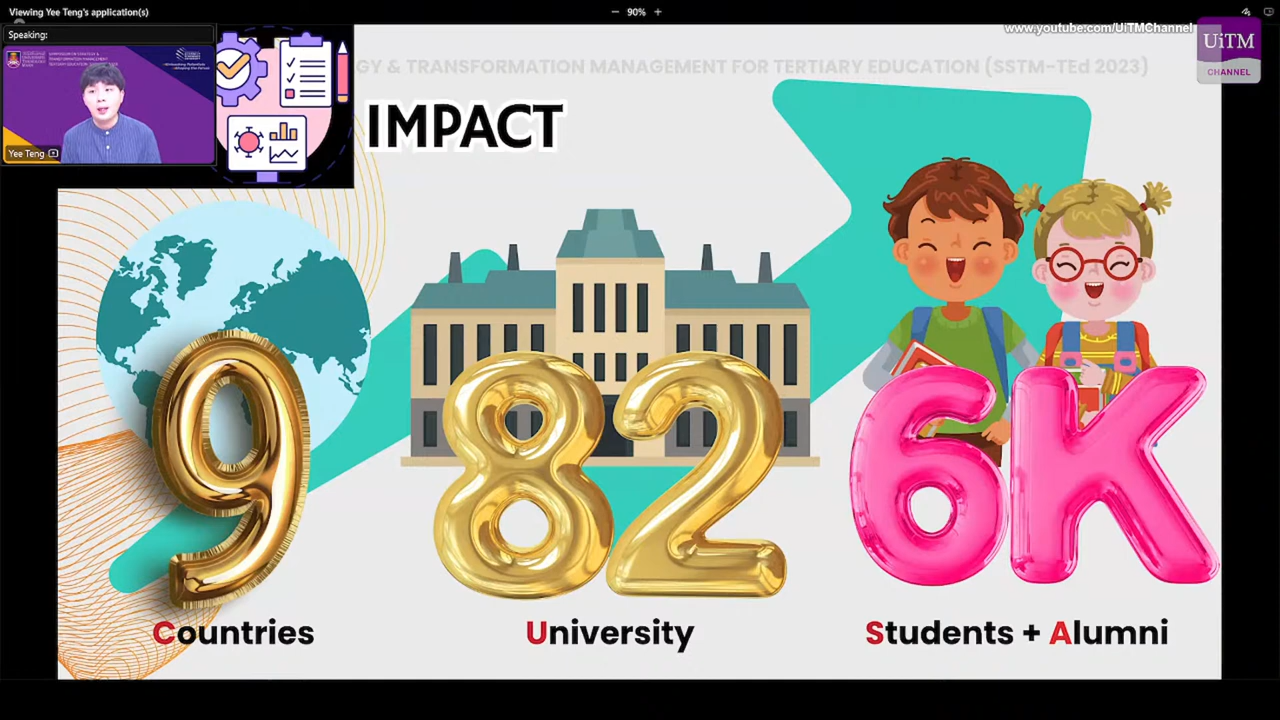 Viewing Yee Teng's application(s)
− 90% +
Speaking:
www.youtube.com/UiTMChannel
UiTM
CHANNEL
GY & TRANSFORMATION MANAGEMENT FOR TERTIARY EDUCATION (SSTM-TEd 2023)
Yee Teng
IMPACT
9
82
6K
Countries
University
Students + Alumni